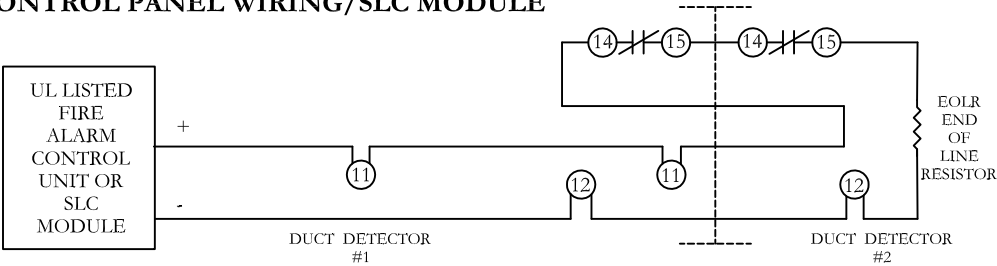 ONTROL PANEL WIRING/SLC MODULE
14
15
14
15
UL LISTED
FIRE
ALARM
CONTROL
UNIT OR
SLC
MODULE
+
-
11
11
12
12
EOLR
END
OF
LINE
RESISTOR
DUCT DETECTOR
#1
DUCT DETECTOR
#2